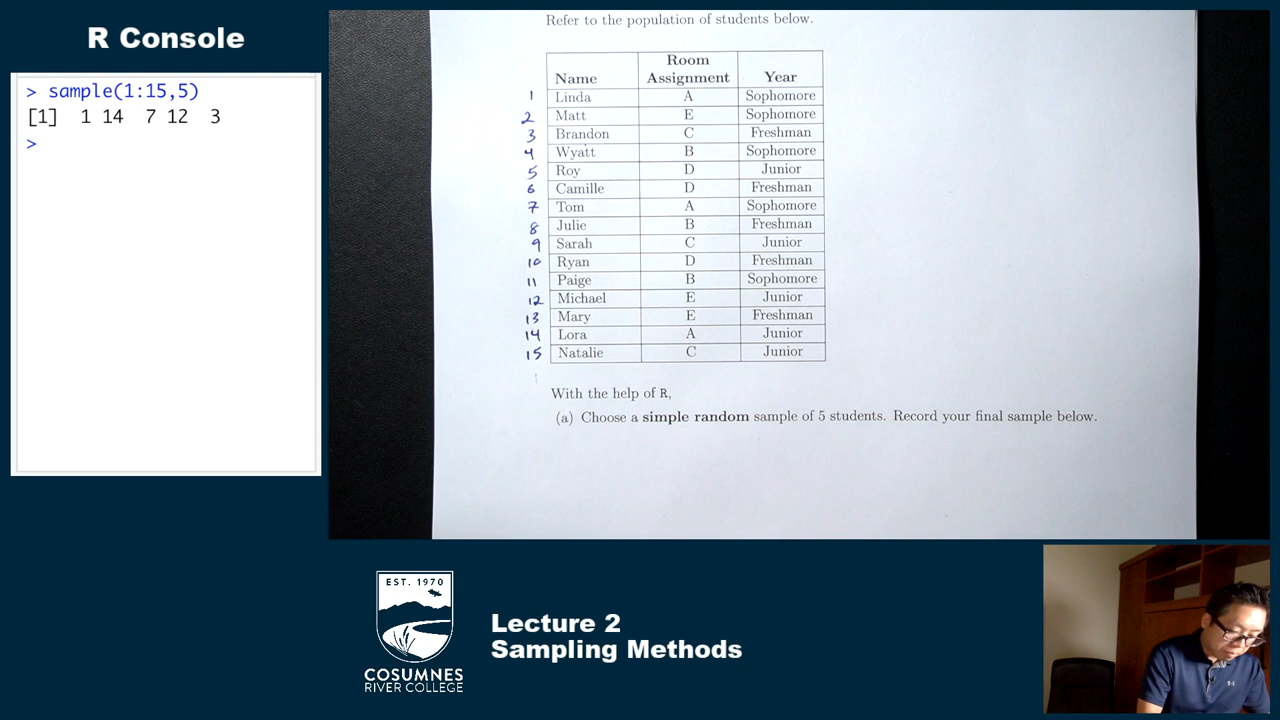 R Console
> sample(1:15,5)
[1] 1 14 7 12 3
>
Refer to the population of students below.
Name Room Assignment Year
1 Linda A Sophomore
2 Matt E Sophomore
3 Brandon C Freshman
4 Wyatt B Sophomore
5 Roy D Junior
6 Camille D Freshman
7 Tom A Sophomore
8 Julie B Freshman
9 Sarah C Junior
10 Ryan D Freshman
11 Paige B Sophomore
12 Michael E Junior
13 Mary E Freshman
14 Lora A Junior
15 Natalie C Junior
With the help of R,
(a) Choose a simple random sample of 5 students. Record your final sample below.
EST. 1970
COSUMNES
RIVER COLLEGE
Lecture 2
Sampling Methods